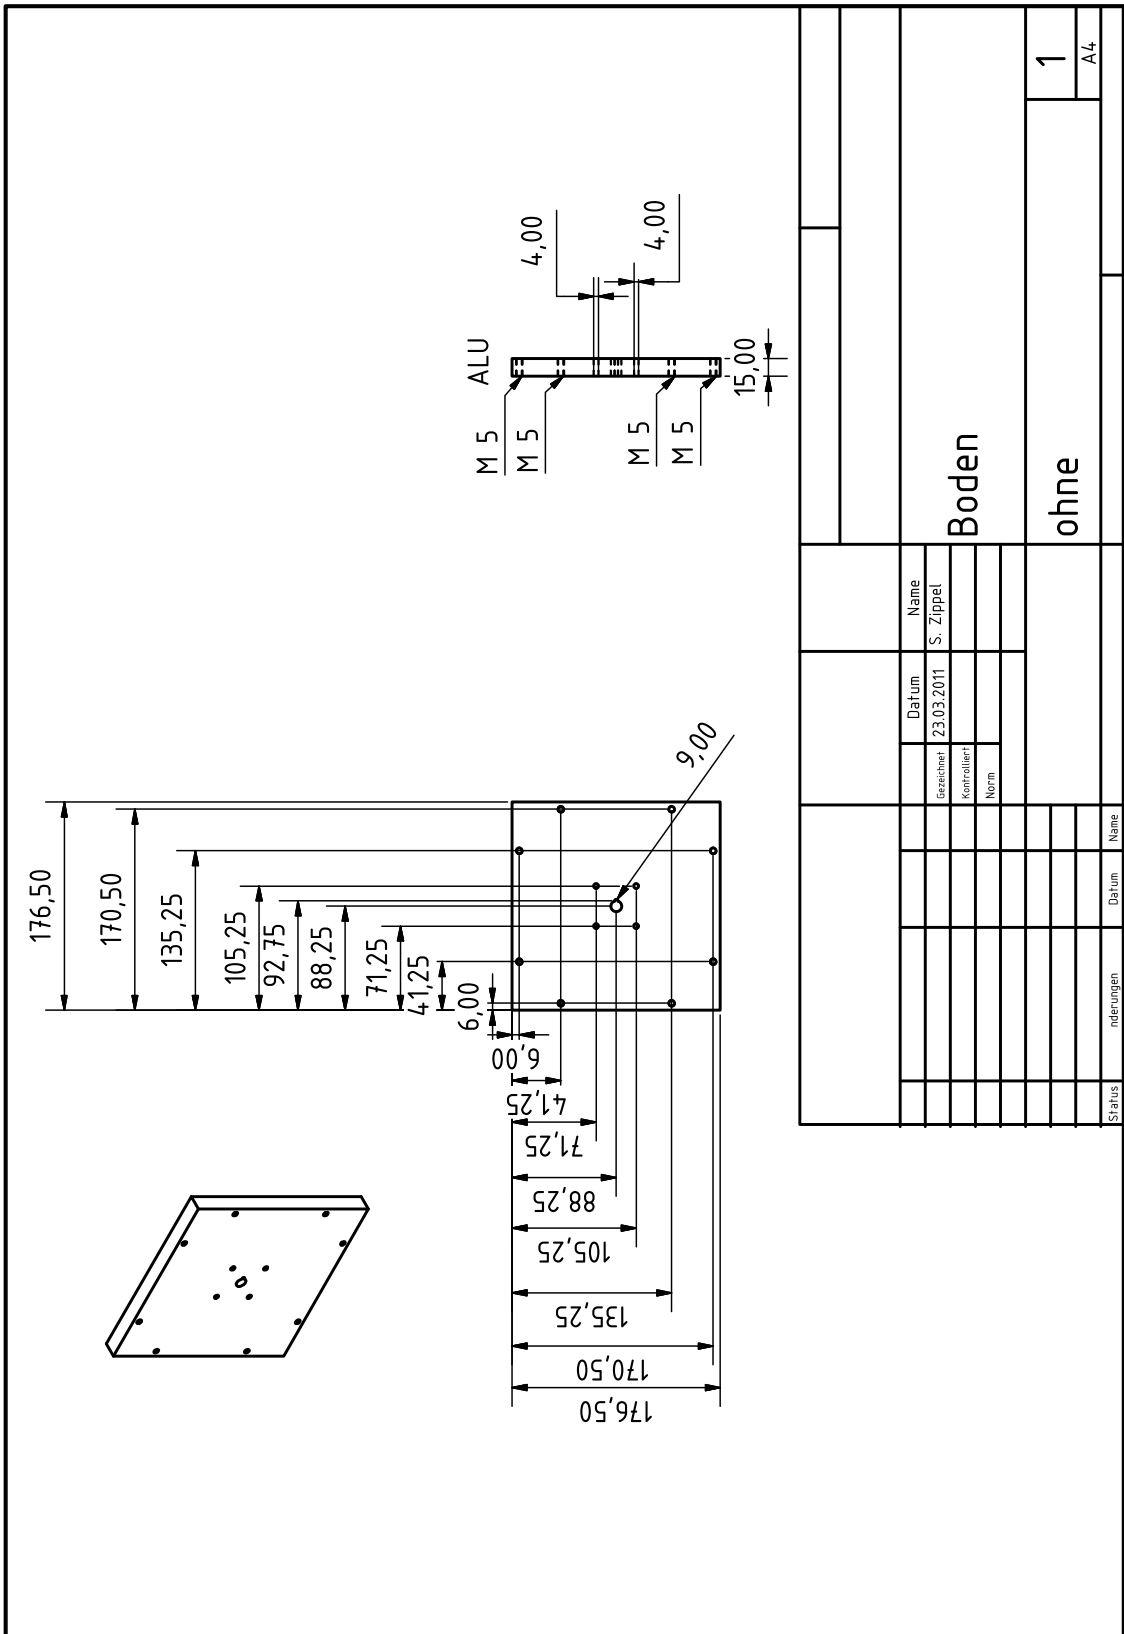 176,50
170,50
135,25
105,25
92,75
88,25
71,25
41,25
6,00
6,00
41,25
71,25
88,25
105,25
135,25
170,50
176,50
9,00
ALU
M 5
M 5
M 5
M 5
4,00
4,00
15,00
Datum
Name
Gezeichnet
23.03.2011
S. Zippel
Kontrolliert
Norm
Boden
ohne
1
A4
Status
nderungen
Datum
Name